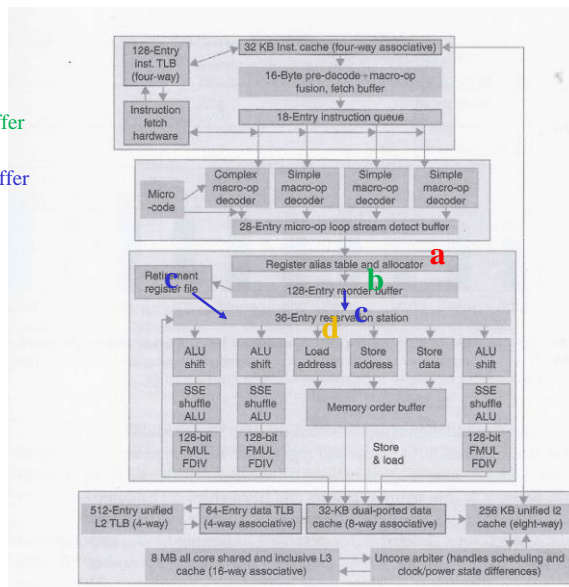 128-Entry
inst. TLB
(four-way)
32 KB Inst. cache (four-way associative)
16-Byte pre-decode+macro-op
fusion, fetch buffer
Instruction
fetch
hardware
18-Entry instruction queue
ffer
ffer
Micro
-code
Complex
macro-op
decoder
Simple
macro-op
decoder
Simple
macro-op
decoder
Simple
macro-op
decoder
28-Entry micro-op loop stream detect buffer
Register alias table and allocator
a
Retirement
register file
c
128-Entry reorder buffer
b
36-Entry reservation station
c
d
ALU
shift
ALU
shift
Load
address
Store
address
Store
data
ALU
shift
SSE
shuffle
ALU
SSE
shuffle
ALU
SSE
shuffle
ALU
Memory order buffer
128-bit
FMUL
FDIV
128-bit
FMUL
FDIV
128-bit
FMUL
FDIV
Store
& load
512-Entry unified
L2 TLB (4-way)
64-Entry data TLB
(4-way associative)
32-KB dual-ported data
cache (8-way associative)
256 KB unified l2
cache (eight-way)
8 MB all core shared and inclusive L3
cache (16-way associative)
Uncore arbiter (handles scheduling and
clock/power state differences)